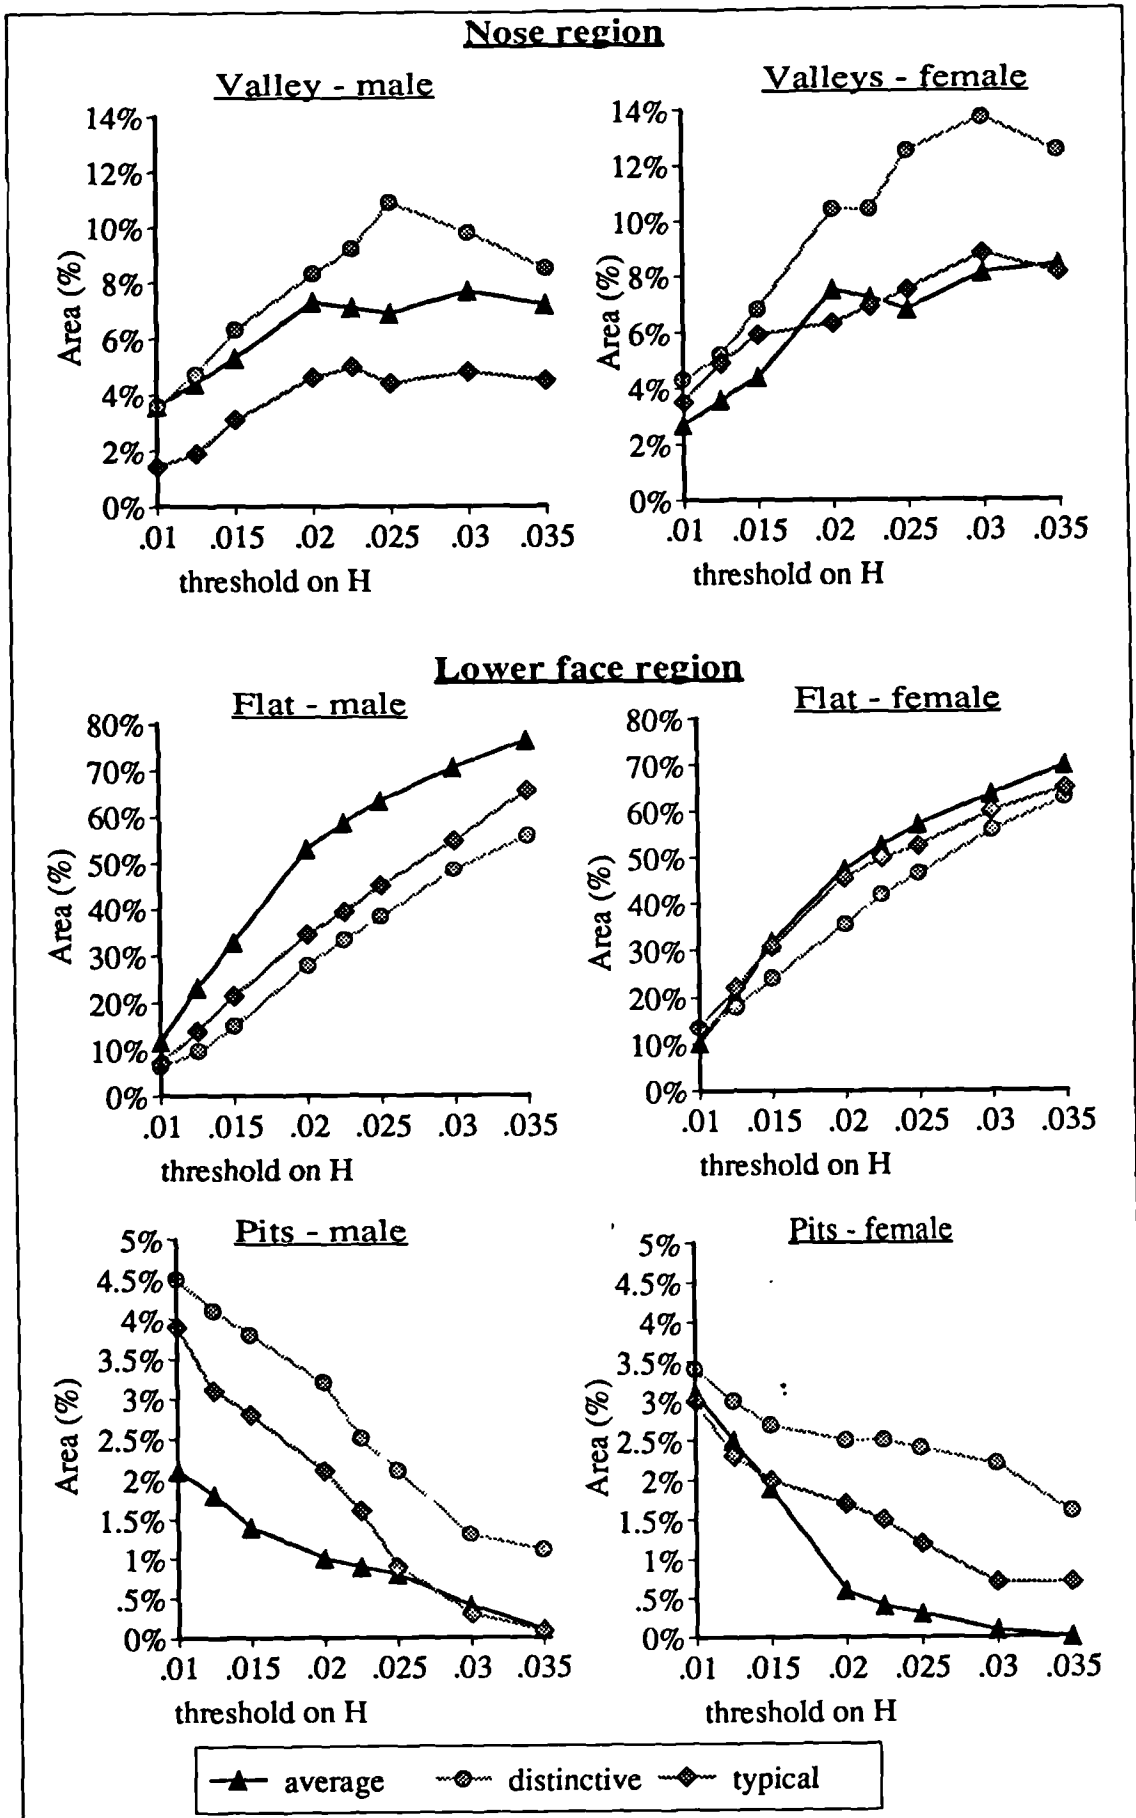 Nose region
Valley - male
14%
12%
10%
8%
6%
4%
2%
0%
Area (%)
.01 .015 .02 .025 .03 .035
threshold on H
Valleys - female
14%
12%
10%
8%
6%
4%
2%
0%
Area (%)
.01 .015 .02 .025 .03 .035
threshold on H
Lower face region
Flat - male
80%
70%
60%
50%
40%
30%
20%
10%
0%
Area (%)
.01 .015 .02 .025 .03 .035
threshold on H
Flat - female
80%
70%
60%
50%
40%
30%
20%
10%
0%
Area (%)
.01 .015 .02 .025 .03 .035
threshold on H
Pits - male
5%
4.5%
4%
3.5%
3%
2.5%
2%
1.5%
1%
.5%
0%
Area (%)
.01 .015 .02 .025 .03 .035
threshold on H
Pits - female
5%
4.5%
4%
3.5%
3%
2.5%
2%
1.5%
1%
.5%
0%
Area (%)
.01 .015 .02 .025 .03 .035
threshold on H
average distinctive typical